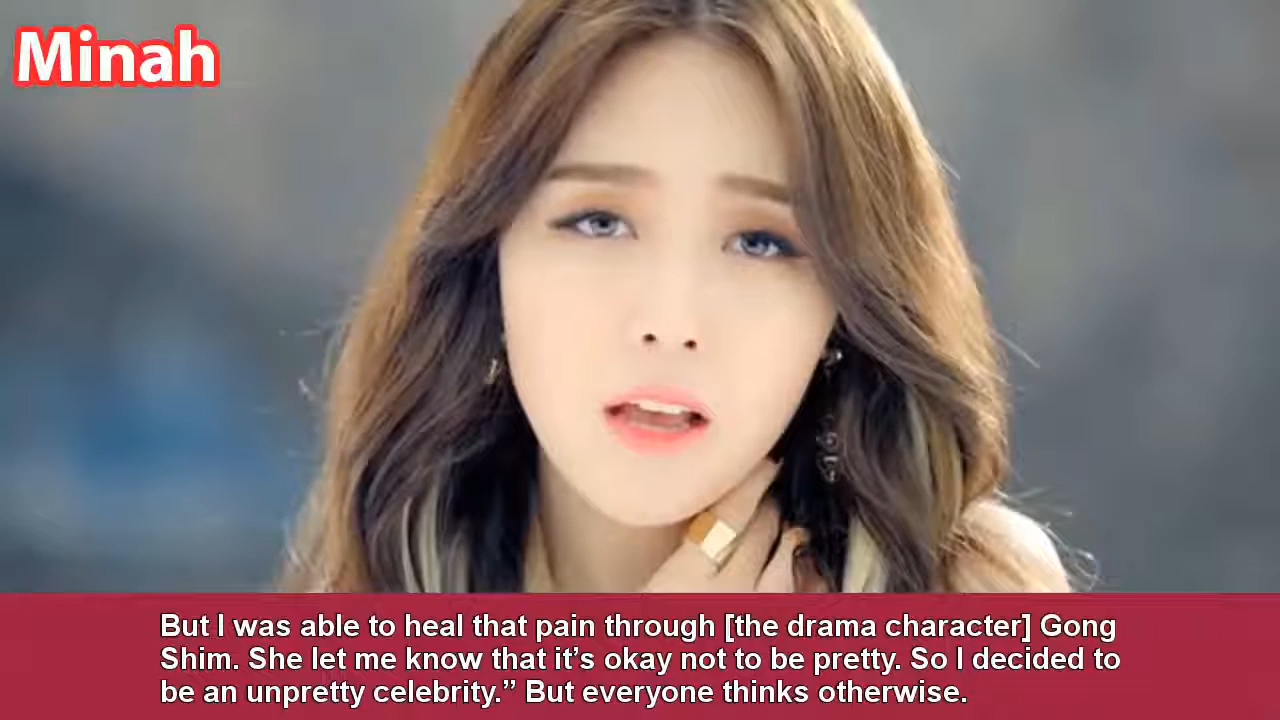 Minah
But I was able to heal that pain through [the drama character] Gong
Shim. She let me know that it’s okay not to be pretty. So I decided to
be an unpretty celebrity.” But everyone thinks otherwise.